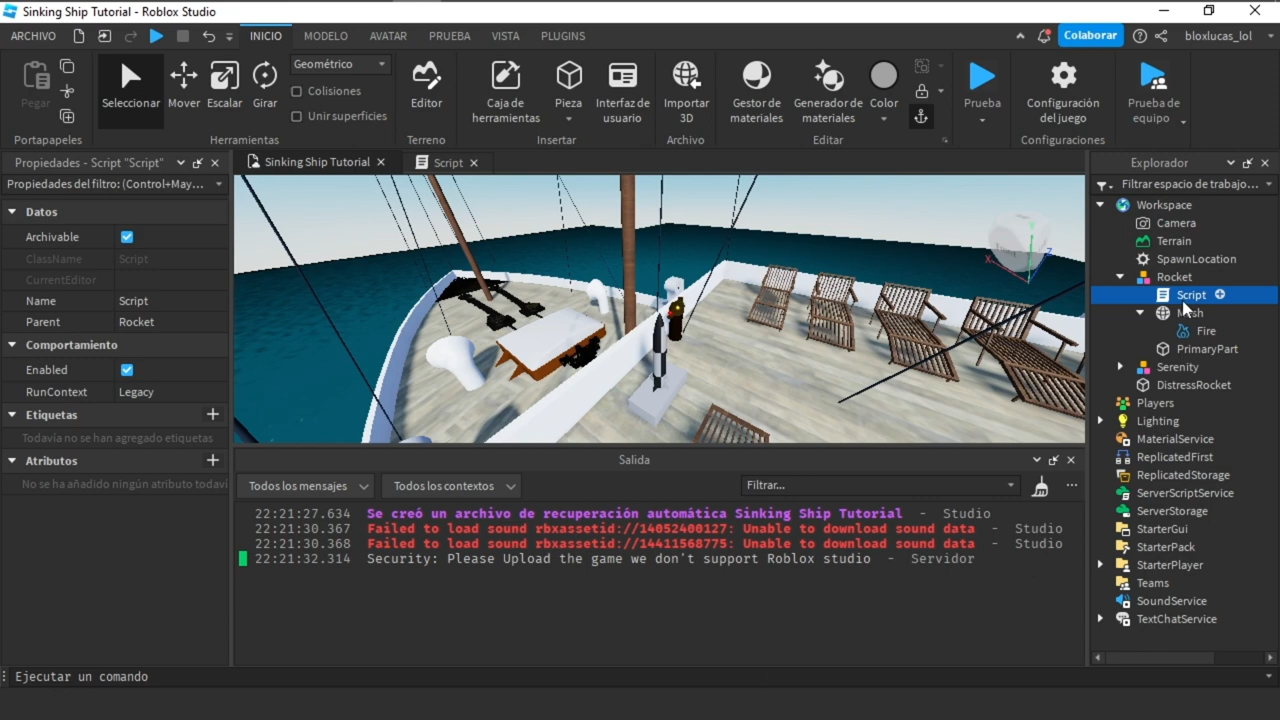 Sinking Ship Tutorial - Roblox Studio
ARCHIVO
INICIO
MODELO
AVATAR
PRUEBA
VISTA
PLUGINS
Colaborar
bloxlucas_lol
Pegar
Seleccionar
Mover
Escalar
Girar
Geométrico
Colisiones
Unir superficies
Editor
Caja de
herramientas
Pieza
Interfaz de
usuario
Importar
3D
Gestor de
materiales
Generador de
materiales
Color
Prueba
Configuración
del juego
Prueba de
equipo
Portapapeles
Herramientas
Terreno
Insertar
Archivo
Editar
Configuraciones
Propiedades - Script "Script"
Propiedades del filtro: (Control+May...
Datos
Archivable
ClassName Script
CurrentEditor
Name Script
Parent Rocket
Comportamiento
Enabled
RunContext Legacy
Etiquetas
Todavía no se han agregado etiquetas
Atributos
No se ha añadido ningún atributo todaví
Sinking Ship Tutorial
Script
X
Z
Salida
Todos los mensajes
Todos los contextos
Filtrar...
22:21:27.634 Se creó un archivo de recuperación automática Sinking Ship Tutorial - Studio
22:21:30.367 Failed to load sound rbxassetid://14052400127: Unable to download sound data - Studio
22:21:30.368 Failed to load sound rbxassetid://14411568775: Unable to download sound data - Studio
22:21:32.314 Security: Please Upload the game we don't support Roblox studio - Servidor
Explorador
Filtrar espacio de trabajo...
Workspace
Camera
Terrain
SpawnLocation
Rocket
Script
Mesh
Fire
PrimaryPart
Serenity
DistressRocket
Players
Lighting
MaterialService
ReplicatedFirst
ReplicatedStorage
ServerScriptService
ServerStorage
StarterGui
StarterPack
StarterPlayer
Teams
SoundService
TextChatService
Ejecutar un comando